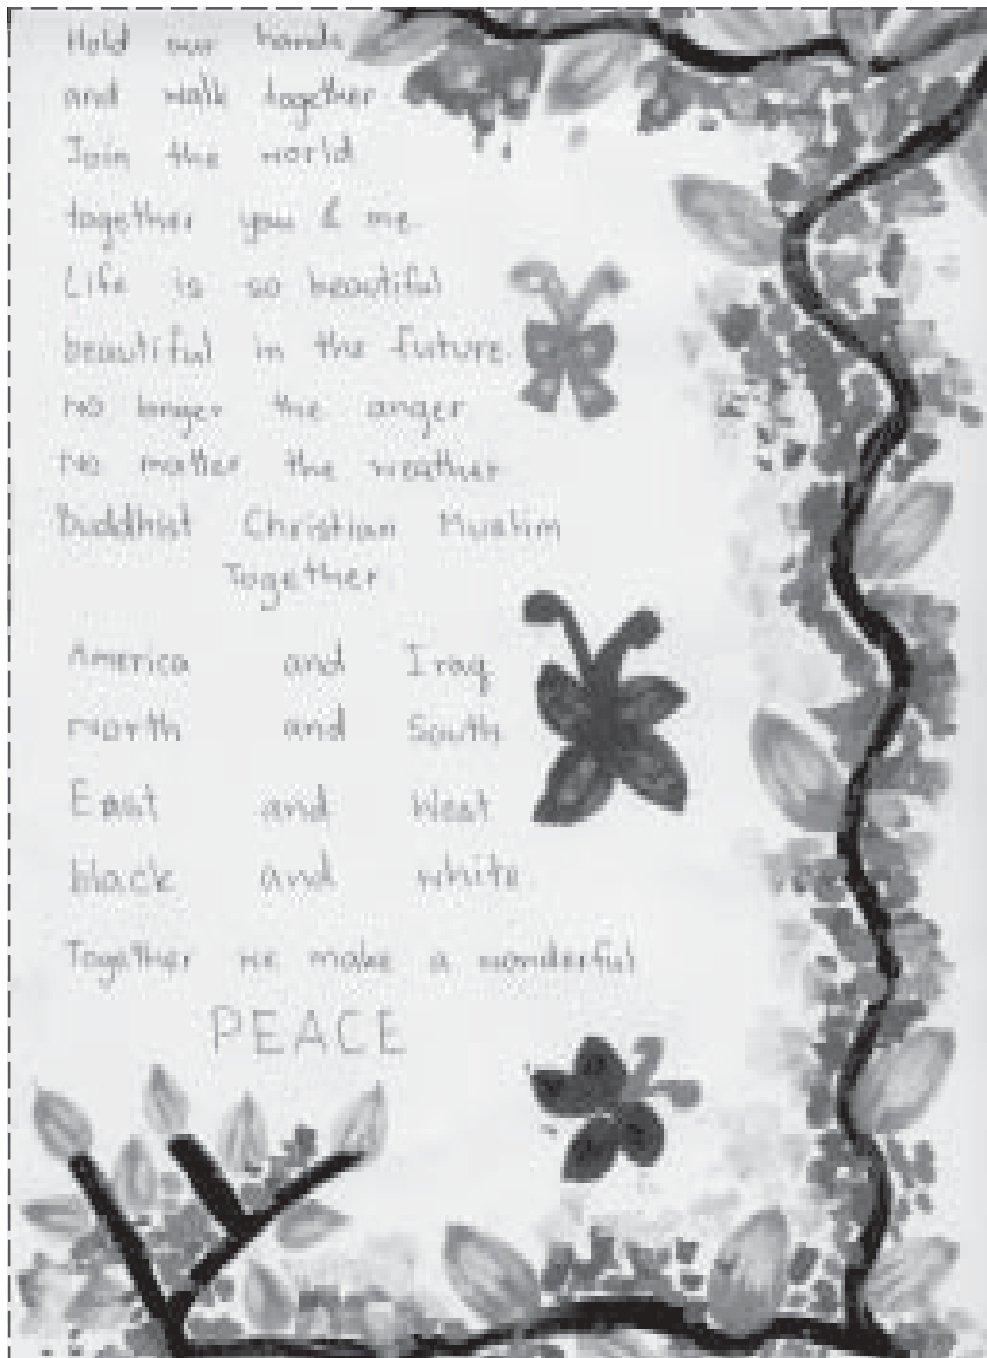 Hold our hands
and walk together
Join the world
together you & me.
Life is so beautiful
beautiful in the future.
No longer the anger
No matter the weather
Buddhist Christian Muslim
Together
America and Iraq
North and South
East and West
black and white.
Together we make a wonderful
PEACE